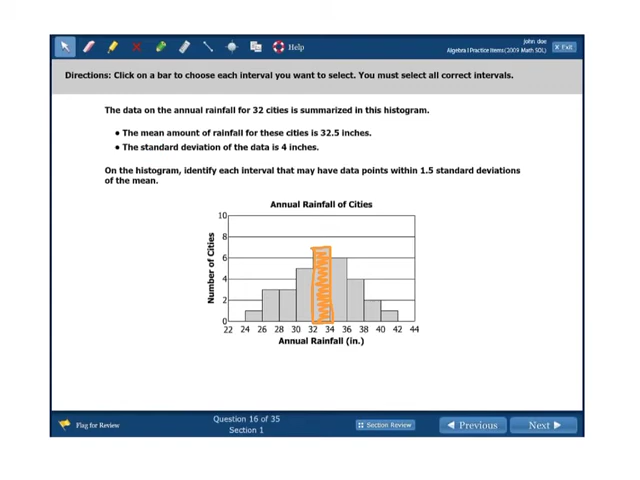 Help
john doe
Algebra I Practice Items (2009 Math SOL)
Exit
Directions: Click on a bar to choose each interval you want to select. You must select all correct intervals.
The data on the annual rainfall for 32 cities is summarized in this histogram.
● The mean amount of rainfall for these cities is 32.5 inches.
● The standard deviation of the data is 4 inches.
On the histogram, identify each interval that may have data points within 1.5 standard deviations
of the mean.
Annual Rainfall of Cities
Number of Cities
10
8
6
4
2
0
22 24 26 28 30 32 34 36 38 40 42 44
Annual Rainfall (in.)
Flag for Review
Question 16 of 35
Section 1
Section Review
Previous
Next